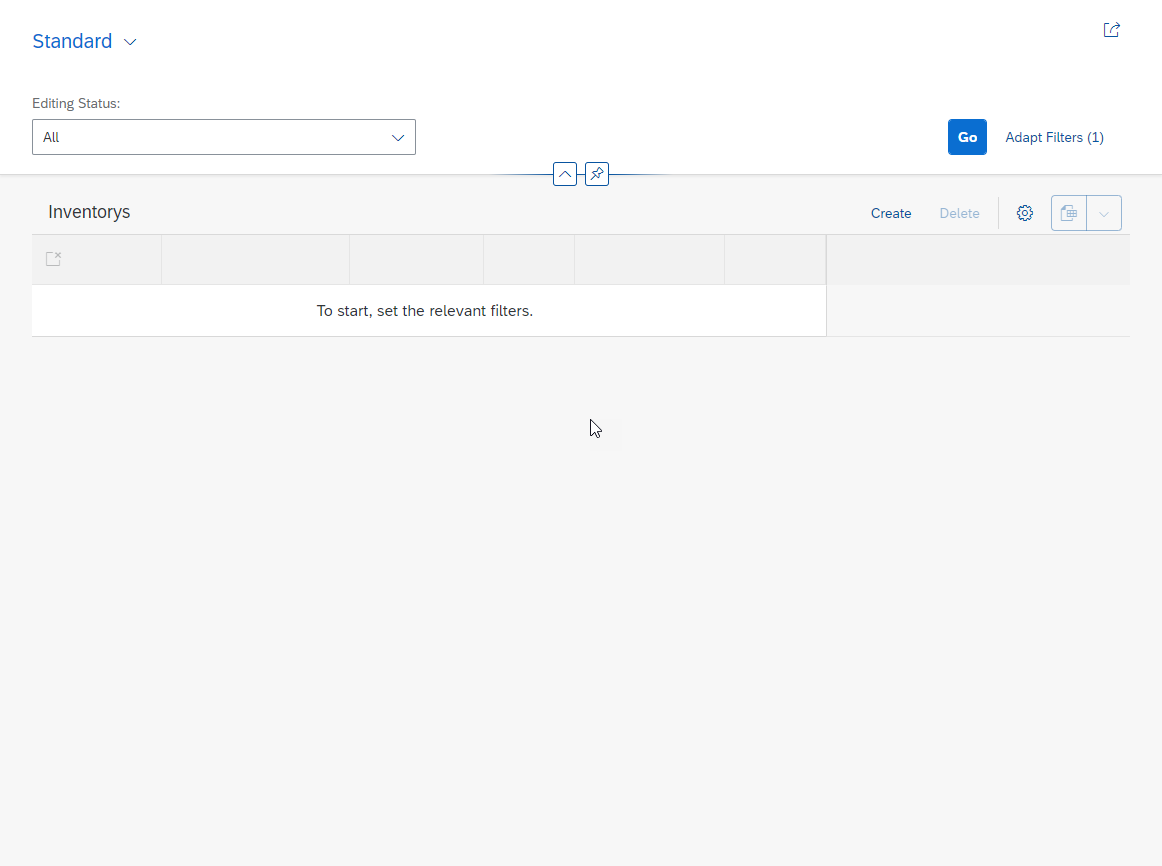 Standard
Editing Status:
All
Go
Adapt Filters (1)
Inventorys
Create
Delete
To start, set the relevant filters.